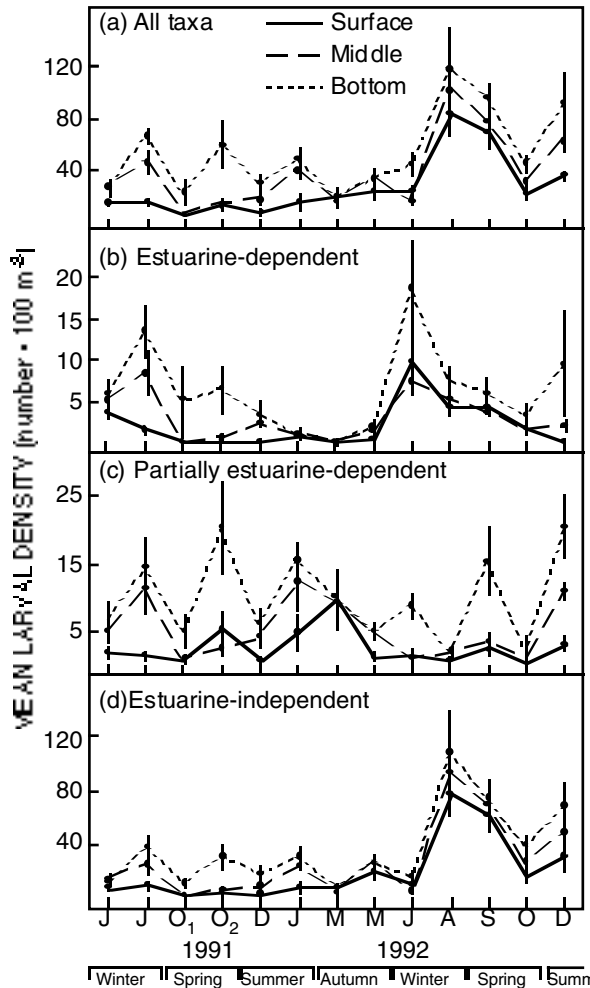 (a) All taxa
Surface
Middle
Bottom
120
80
40
(b) Estuarine-dependent
20
15
10
5
(c) Partially estuarine-dependent
25
15
5
(d)Estuarine-independent
120
80
40
MEAN LARVAL DENSITY [number • 100 m⁻³]
J J O₁ O₂ D J M M J A S O D
1991 1992
Winter Spring Summer Autumn Winter Spring Summ